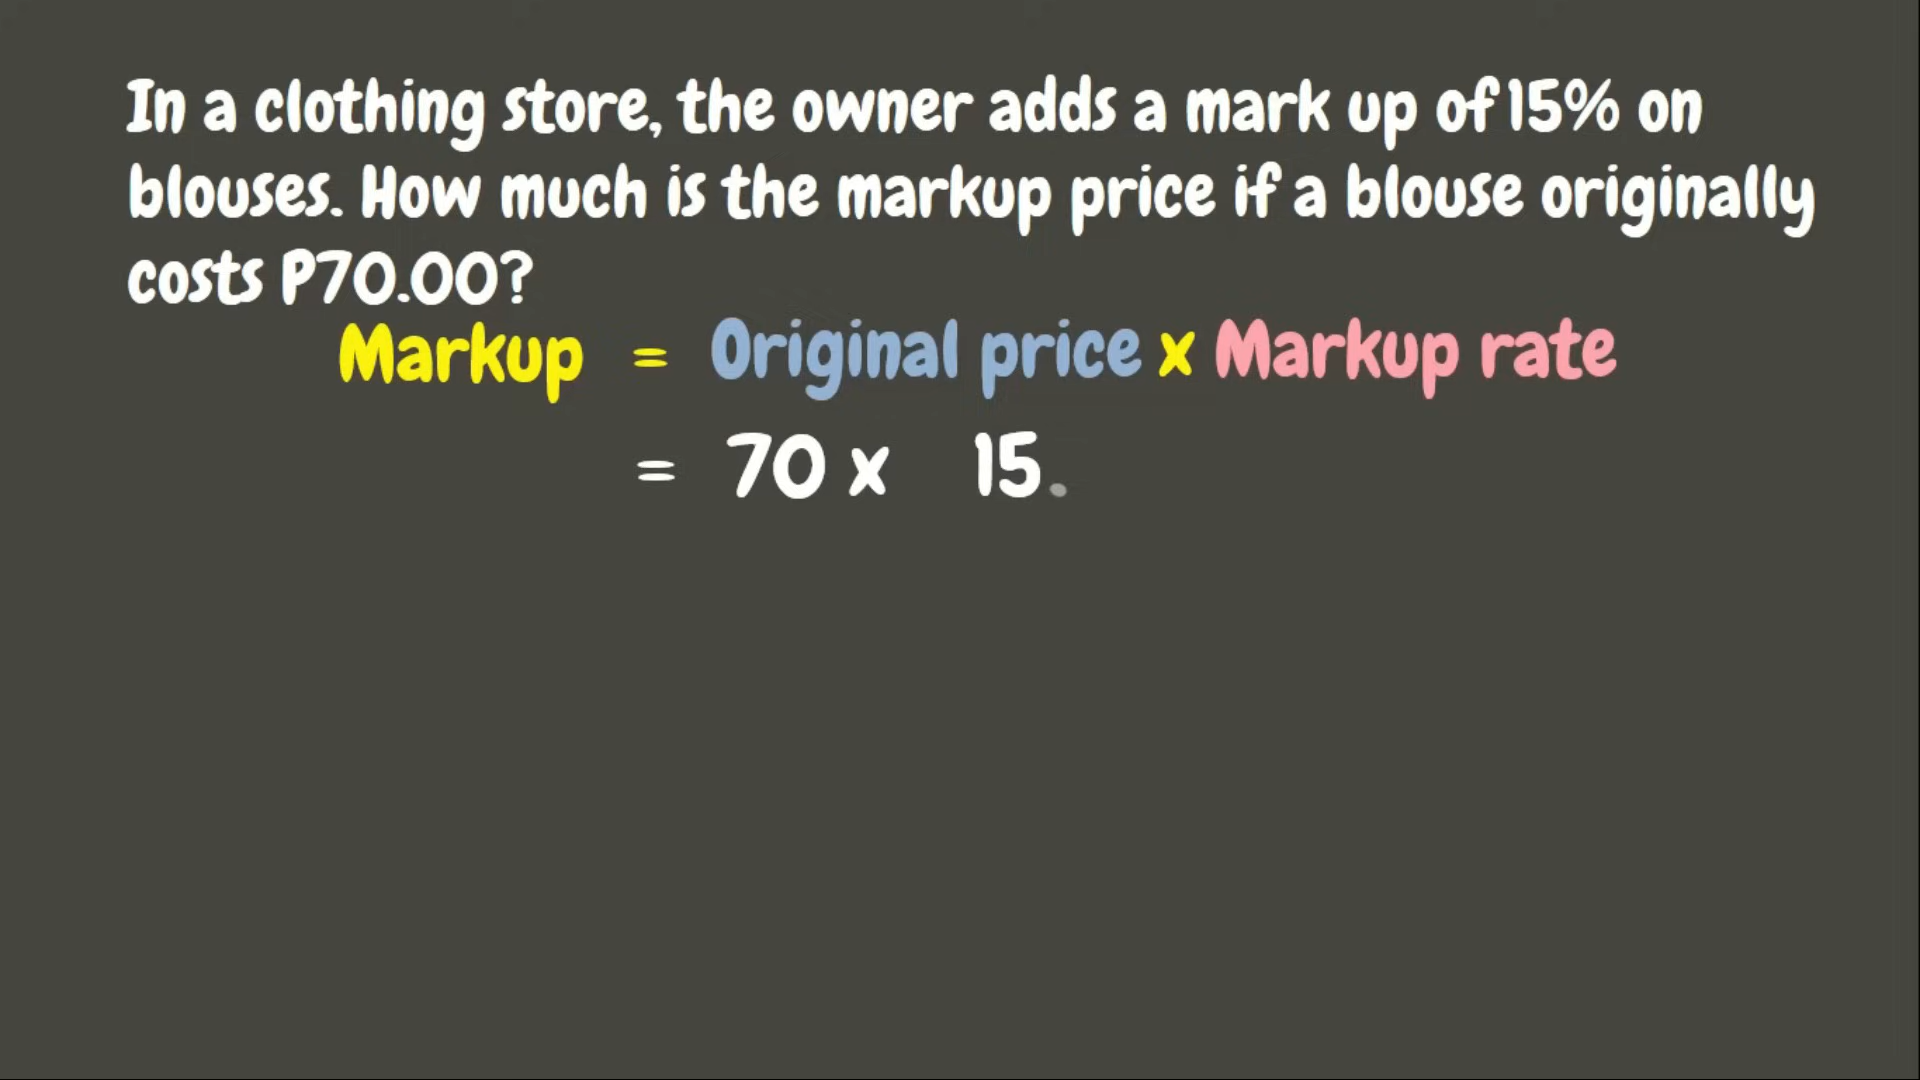 In a clothing store, the owner adds a mark up of 15% on
blouses. How much is the markup price if a blouse originally
costs P70.00?
Markup = Original price x Markup rate
= 70 x 15.